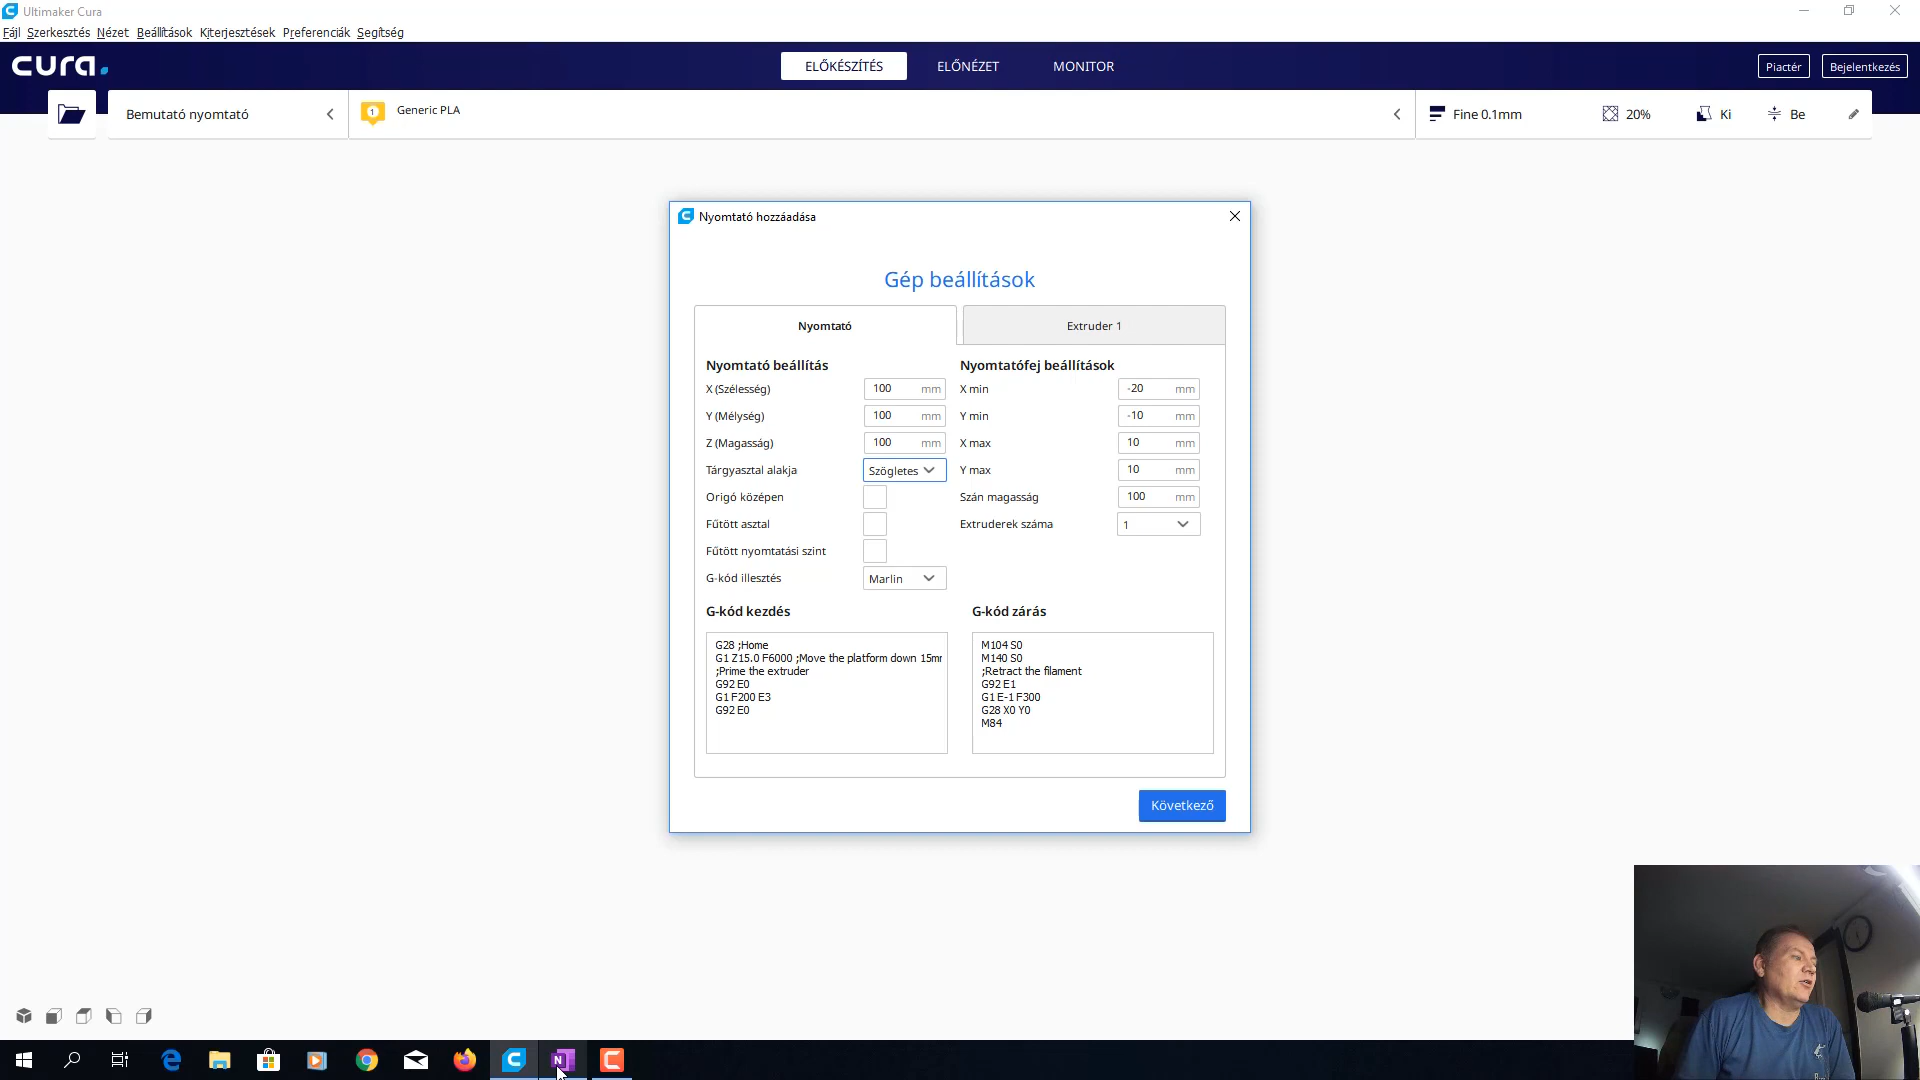 Ultimaker Cura
Fájl Szerkesztés Nézet Beállítások Kiterjesztések Preferenciák Segítség
cura.
ELŐKÉSZÍTÉS ELŐNÉZET MONITOR
Piactér Bejelentkezés
Bemutató nyomtató
1 Generic PLA
Fine 0.1mm 20% Ki Be
Nyomtató hozzáadása
Gép beállítások
Nyomtató Extruder 1
Nyomtató beállítás Nyomtatófej beállítások
X (Szélesség) 100 mm X min -20 mm
Y (Mélység) 100 mm Y min -10 mm
Z (Magasság) 100 mm X max 10 mm
Tárgyasztal alakja Szögletes Y max 10 mm
Origó középen Szán magasság 100 mm
Fűtött asztal Extruderek száma 1
Fűtött nyomtatási szint
G-kód illesztés Marlin
G-kód kezdés
G28 ;Home
G1 Z15.0 F6000 ;Move the platform down 15m
;Prime the extruder
G92 E0
G1 F200 E3
G92 E0
G-kód zárás
M104 S0
M140 S0
;Retract the filament
G92 E1
G1 E-1 F300
G28 X0 Y0
M84
Következő